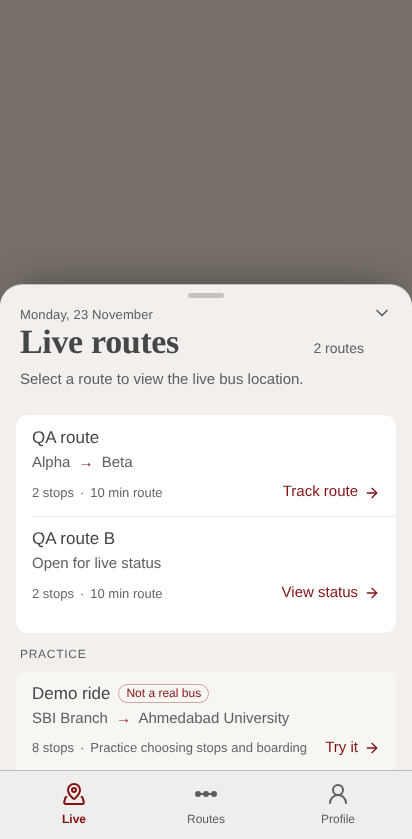 Monday, 23 November
Live routes
2 routes
Select a route to view the live bus location.
QA route
Alpha → Beta
2 stops · 10 min route Track route →
QA route B
Open for live status
2 stops · 10 min route View status →
PRACTICE
Demo ride Not a real bus
SBI Branch → Ahmedabad University
8 stops · Practice choosing stops and boarding Try it →
Live Routes Profile